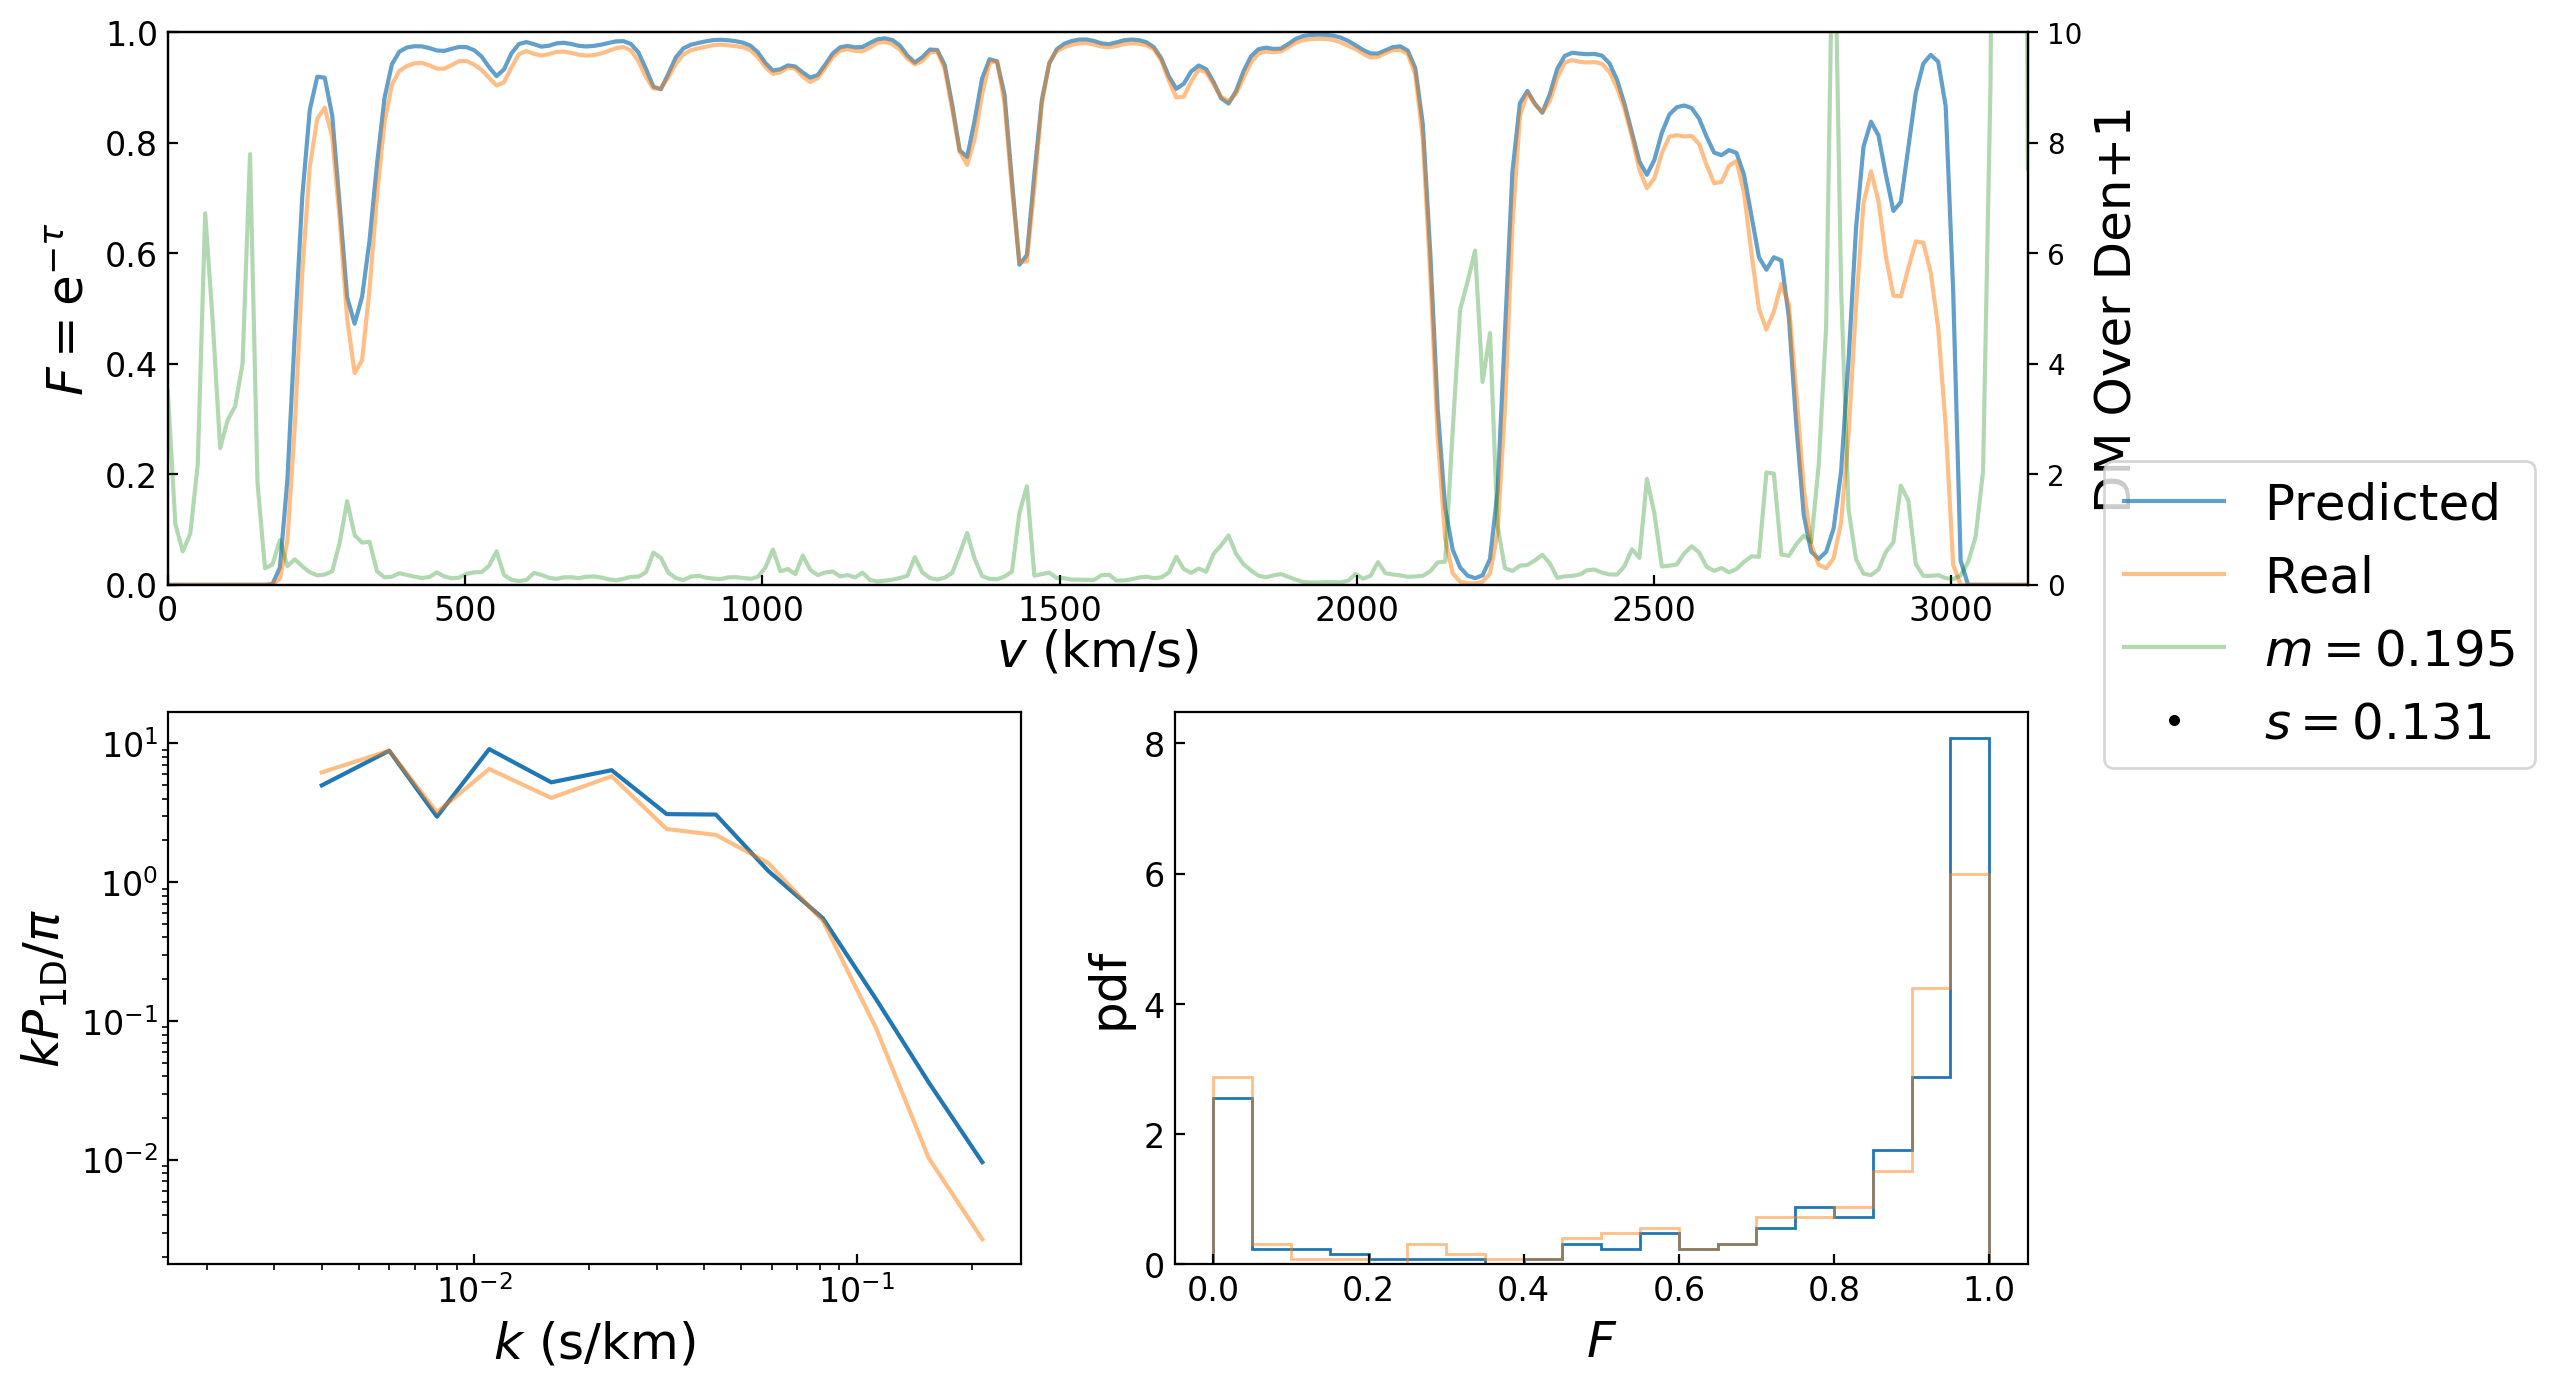 1.0
0.8
0.6
0.4
0.2
0.0
F = e^{−τ}
10
8
6
4
2
0
DM Over Den+1
0 500 1000 1500 2000 2500 3000
v (km/s)
Predicted
Real
m = 0.195
s = 0.131
10^1
10^0
10^{−1}
10^{−2}
kP_{1D}/π
10^{−2} 10^{−1}
k (s/km)
8
6
4
2
0
pdf
0.0 0.2 0.4 0.6 0.8 1.0
F